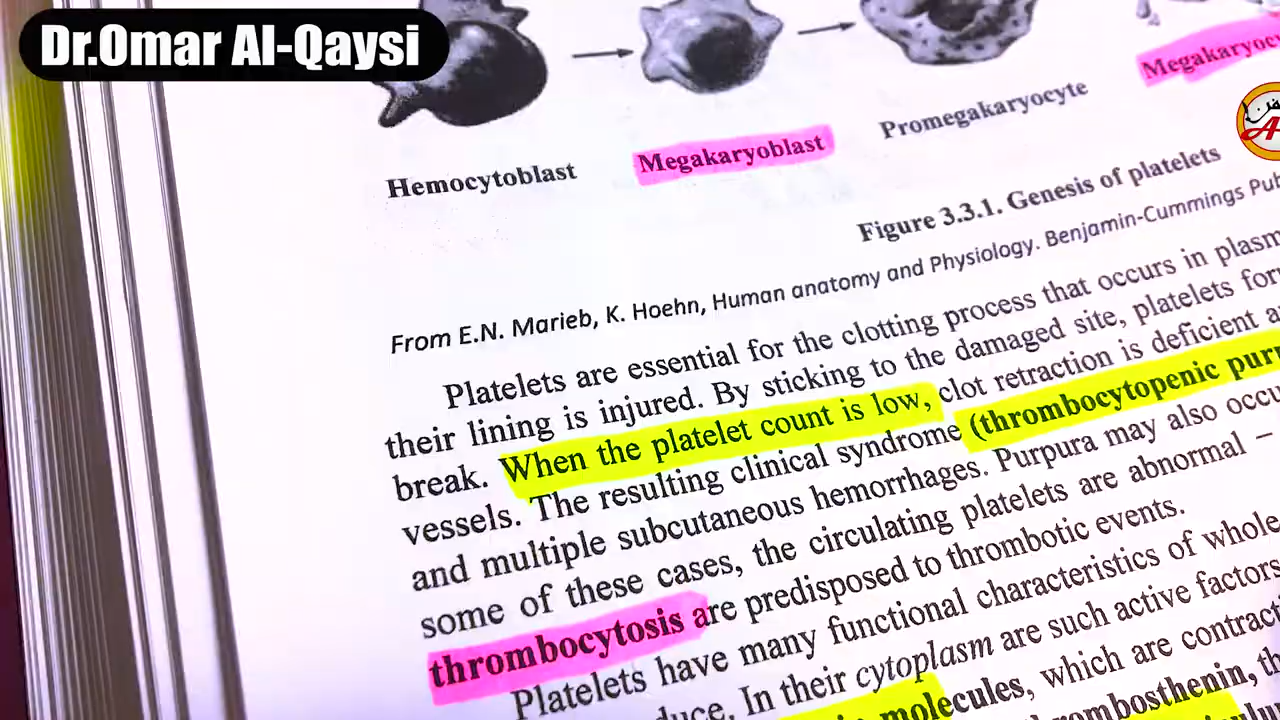 Dr.Omar Al-Qaysi
Hemocytoblast
Megakaryoblast
Promegakaryocyte
Figure 3.3.1. Genesis of platelets
From E.N. Marieb, K. Hoehn, Human anatomy and Physiology. Benjamin-Cummings
Platelets are essential for the clotting process that occurs in
their lining is injured. By sticking to the damaged site, platelets
break. When the platelet count is low, clot retraction is deficient
vessels. The resulting clinical syndrome (thrombocytopenic
and multiple subcutaneous hemorrhages. Purpura may also
some of these cases, the circulating platelets are abnormal –
thrombocytosis are predisposed to thrombotic events.
Platelets have many functional characteristics of whole
In their cytoplasm are such active factors
molecules, which are